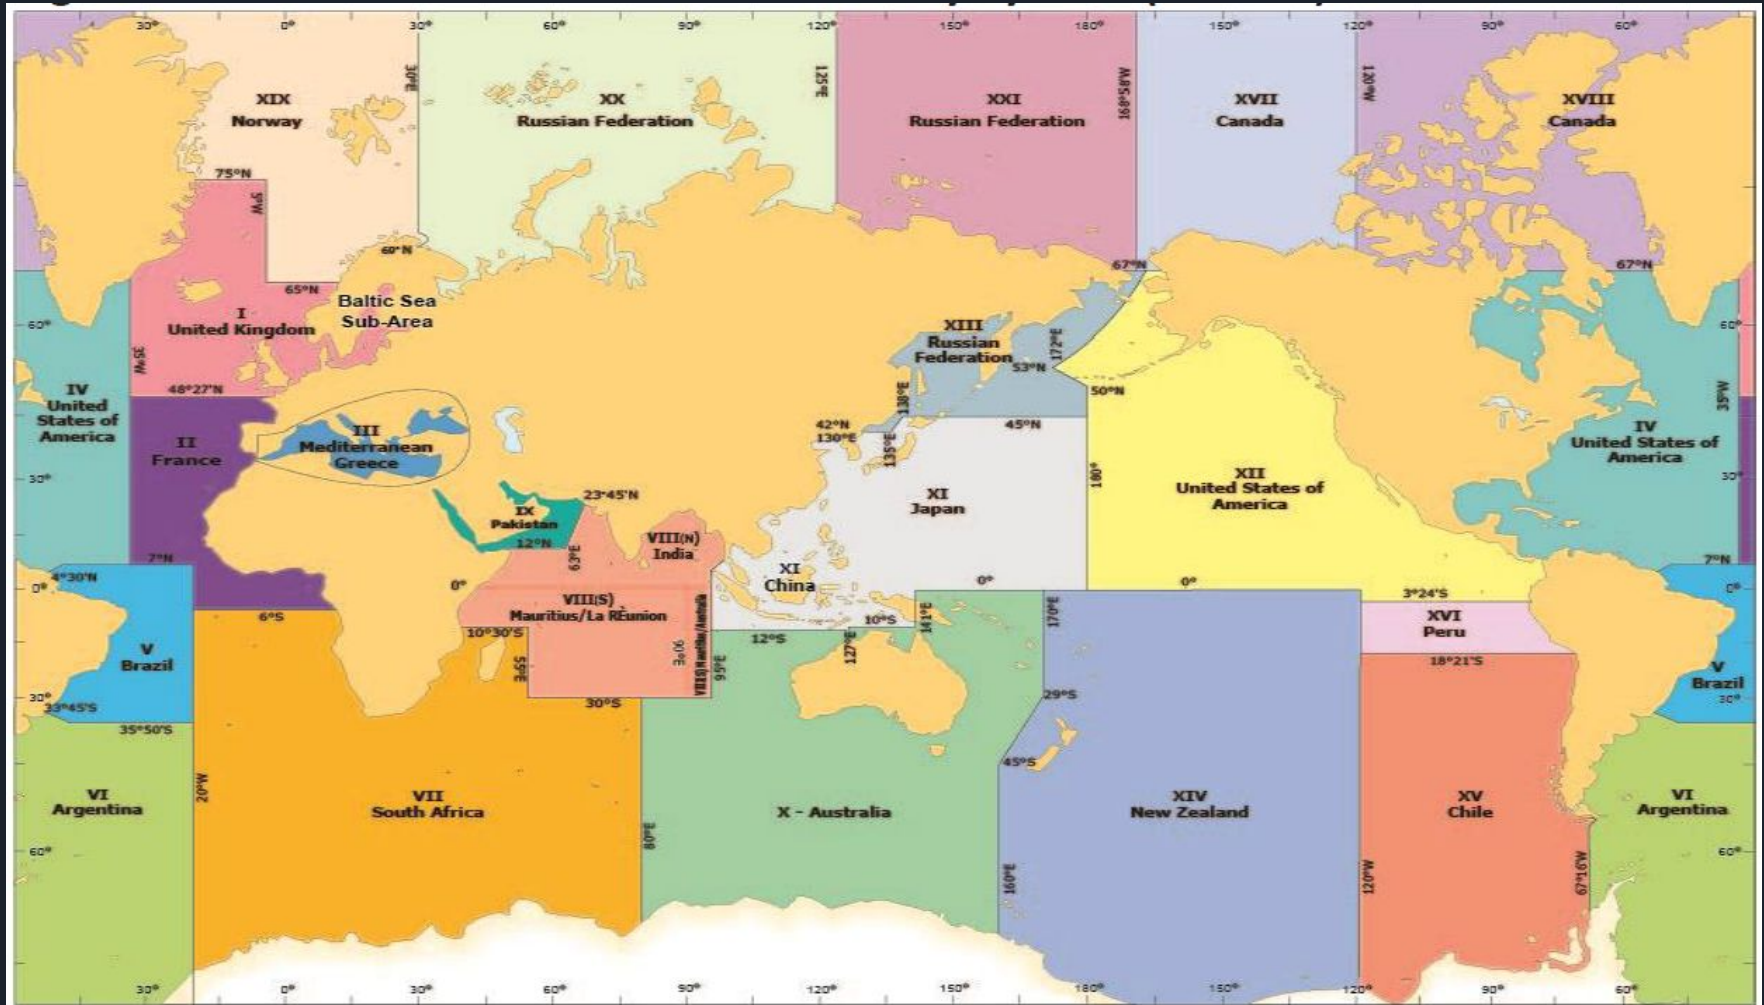 30°
0°
30°
60°
90°
120°
150°
180°
150°
120°
90°
60°
30°E
125°E
168°58'W
120°W
XIX
Norway
XX
Russian Federation
XXI
Russian Federation
XVII
Canada
XVIII
Canada
75°N
5°W
69°N
65°N
67°N
67°N
Baltic Sea
Sub-Area
I
United Kingdom
60°
60°
35°W
48°27'N
IV
United
States of
America
II
France
III
Mediterranean
Greece
XIII
Russian
Federation
172°E
53°N
50°N
138°E
42°N
130°E
135°E
45°N
180°
35°W
IV
United States of
America
30°
30°
XII
United States of
America
XI
Japan
23°45'N
IX
Pakistan
12°N
63°E
VIII(N)
India
XI
China
7°N
7°N
4°30'N
0°
0°
0°
0°
0°
3°24'S
6°S
VIII(S)
Mauritius/La RÈunion
VIII(S)Mauritius/Australia
10°30'S
55°E
90°E
95°E
12°S
10°S
127°E
141°E
170°E
XVI
Peru
18°21'S
V
Brazil
V
Brazil
30°
30°
33°45'S
35°50'S
30°S
29°S
45°S
20°W
VI
Argentina
VII
South Africa
80°E
X - Australia
160°E
XIV
New Zealand
120°W
XV
Chile
67°16'W
VI
Argentina
60°
60°
30°
0°
30°
60°
90°
120°
150°
180°
150°
120°
90°
60°